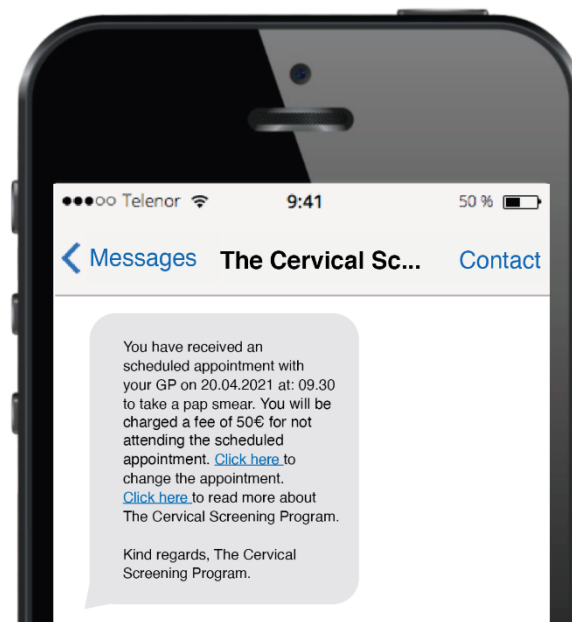 ●●●○○ Telenor 9:41 50 %
Messages The Cervical Sc... Contact
You have received an
scheduled appointment with
your GP on 20.04.2021 at: 09.30
to take a pap smear. You will be
charged a fee of 50€ for not
attending the scheduled
appointment. Click here to
change the appointment.
Click here to read more about
The Cervical Screening Program.
Kind regards, The Cervical
Screening Program.